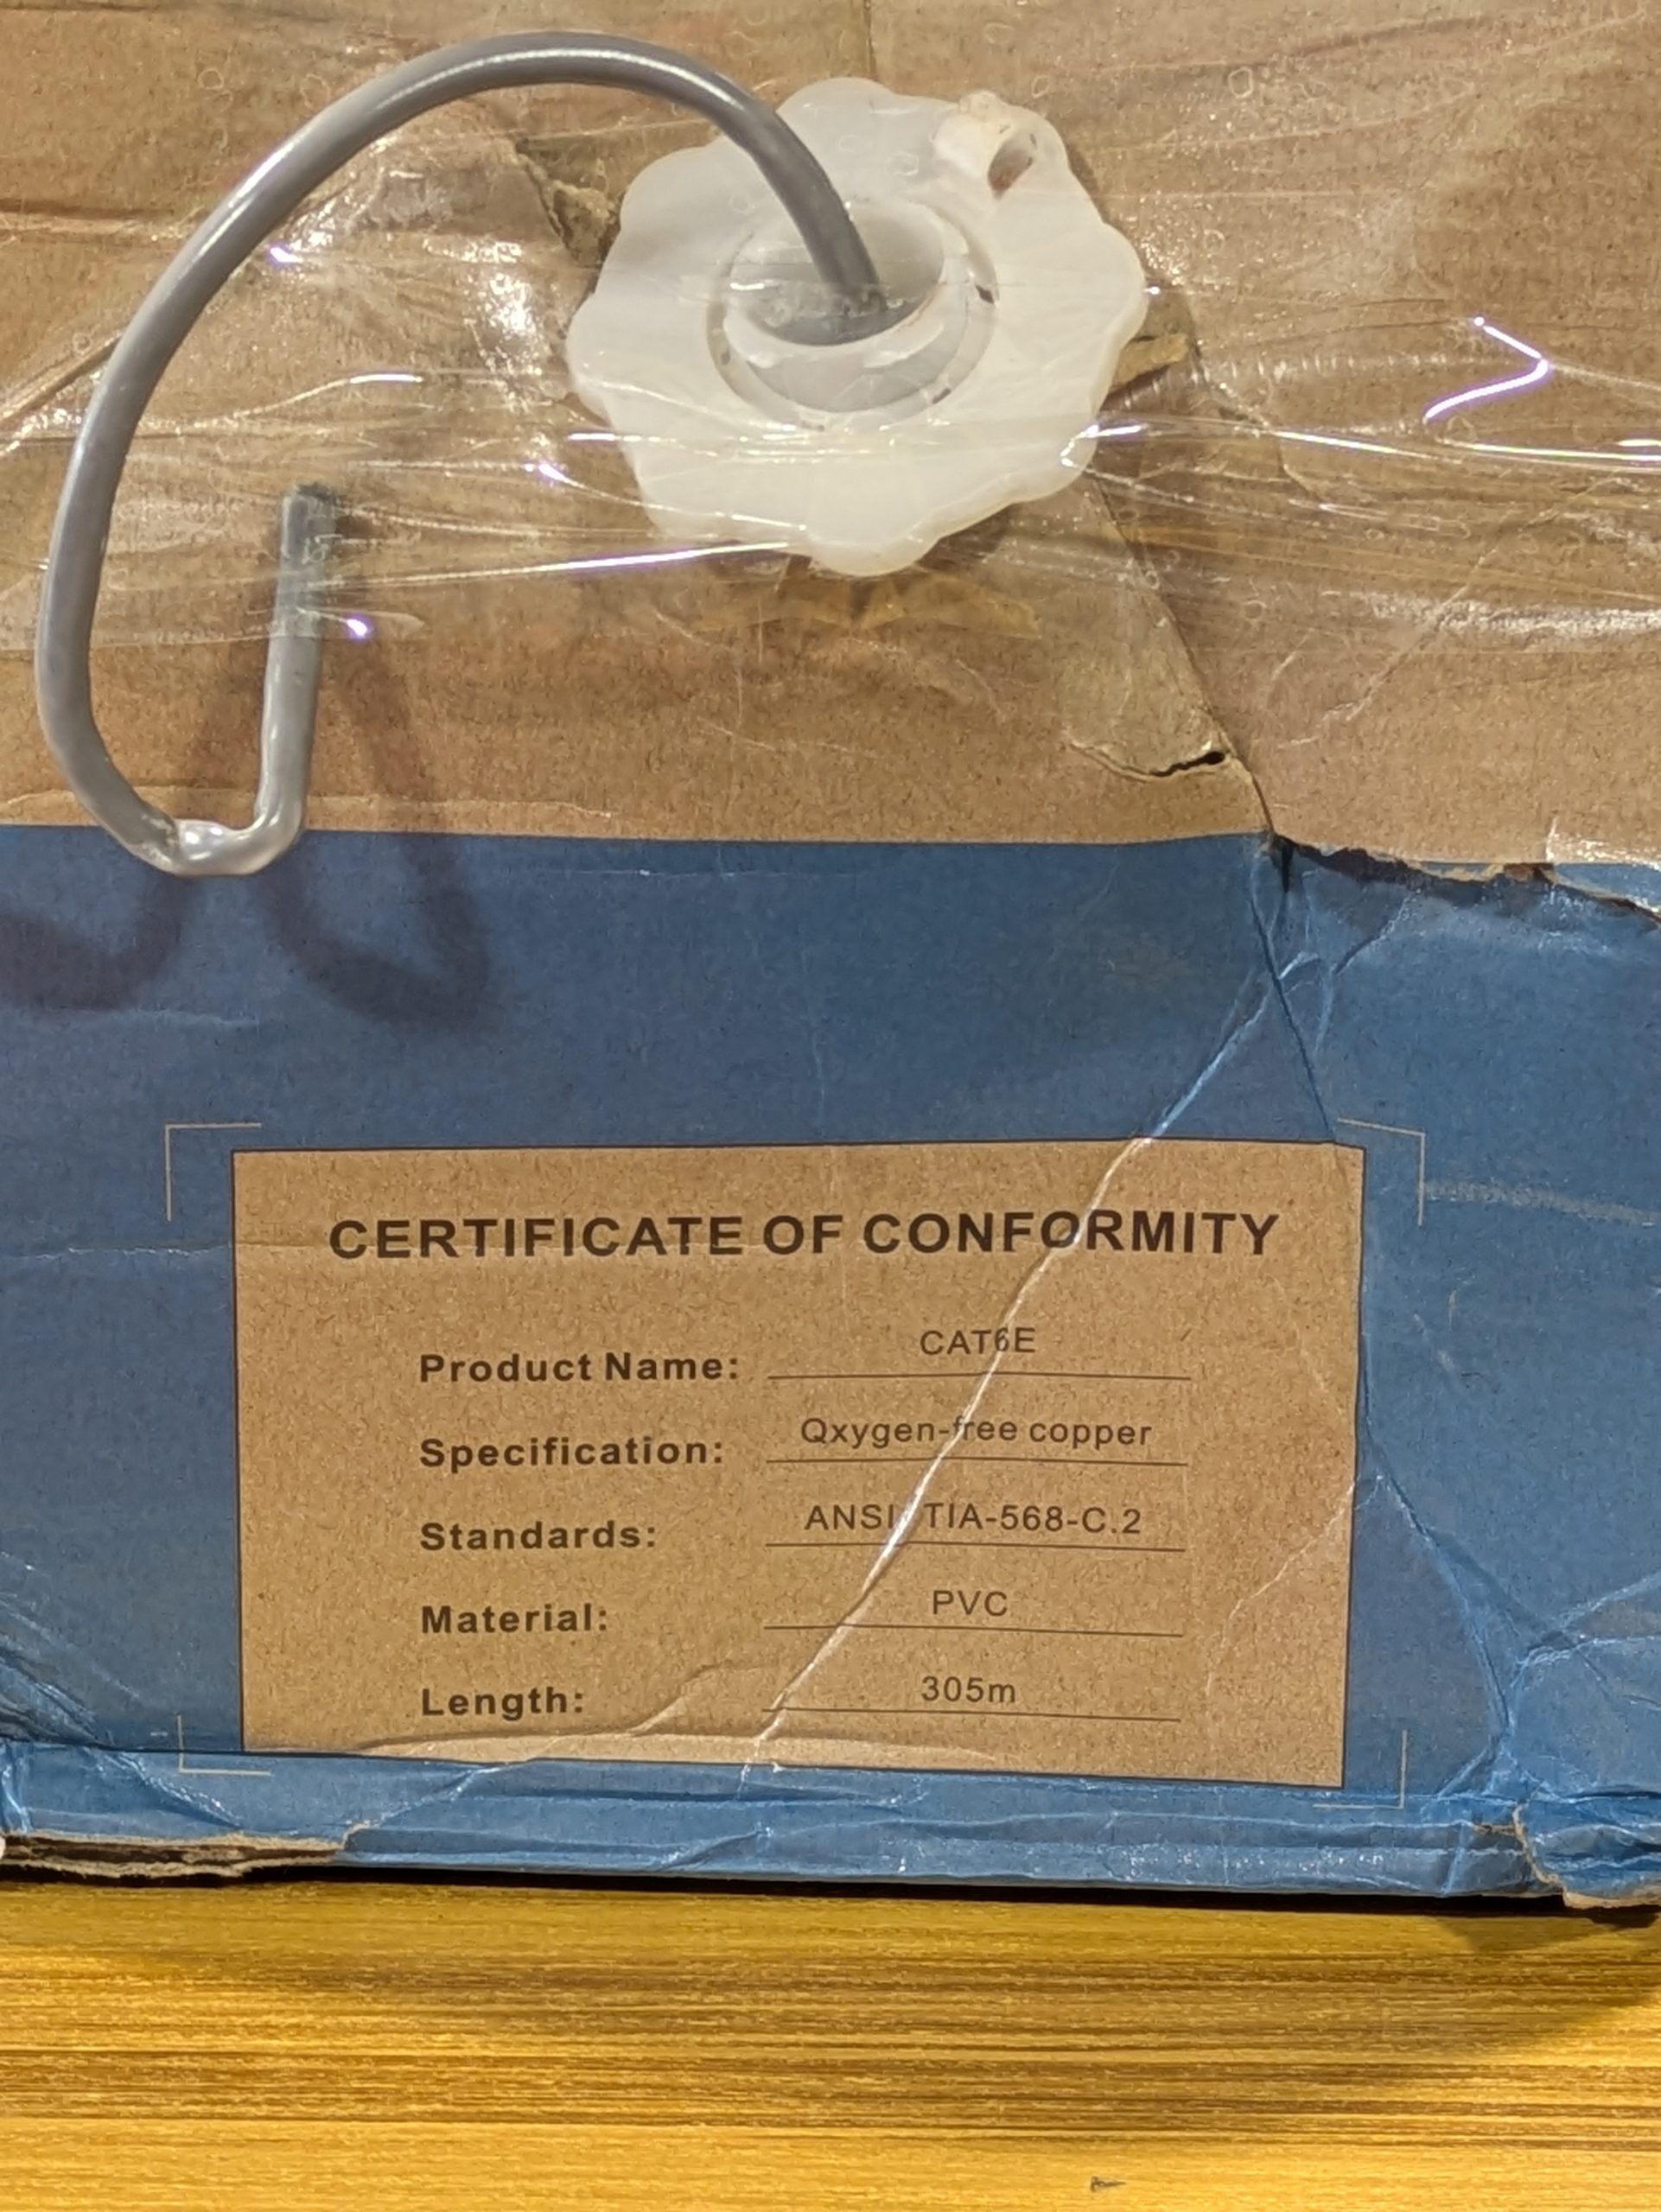 CERTIFICATE OF CONFORMITY
Product Name: CAT6E
Specification: Qxygen-free copper
Standards: ANSI/TIA-568-C.2
Material: PVC
Length: 305m